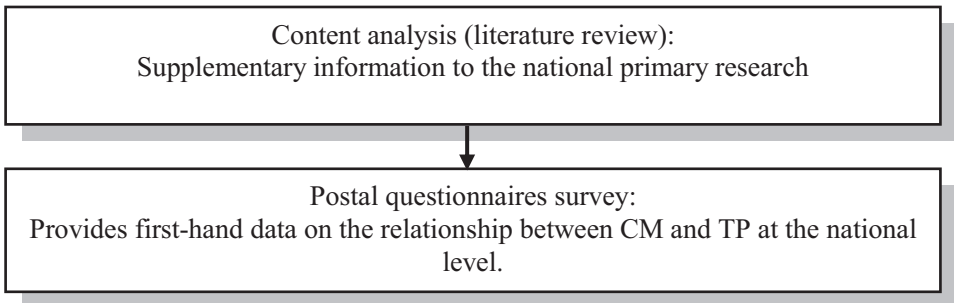 Content analysis (literature review):
Supplementary information to the national primary research
Postal questionnaires survey:
Provides first-hand data on the relationship between CM and TP at the national
level.